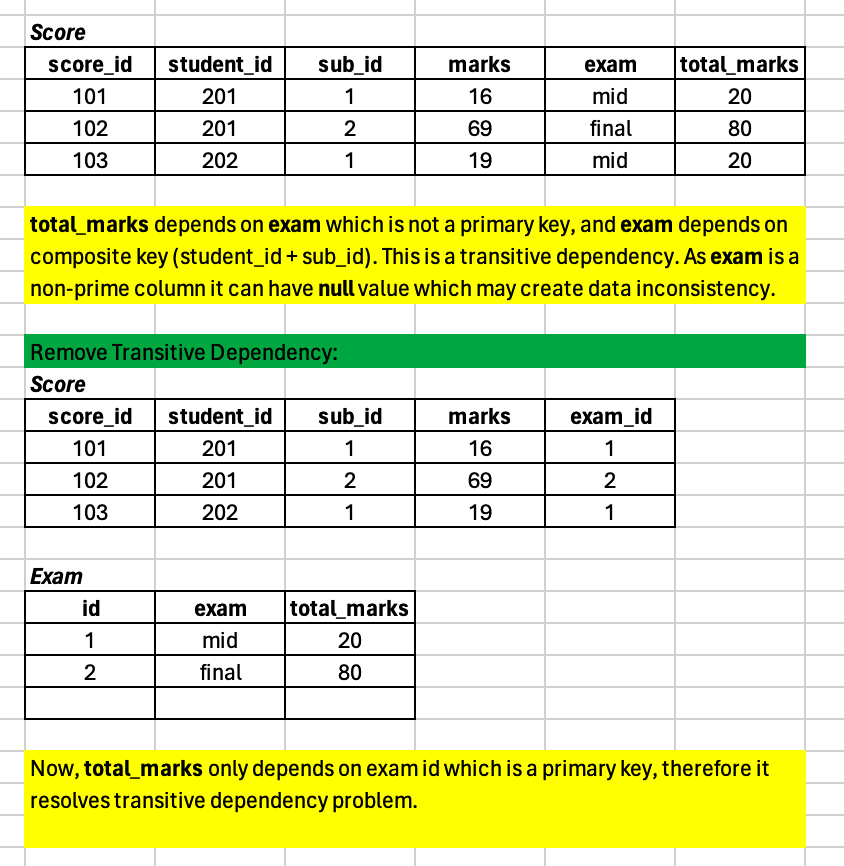 Score
score_id student_id sub_id marks exam total_marks
101 201 1 16 mid 20
102 201 2 69 final 80
103 202 1 19 mid 20
total_marks depends on exam which is not a primary key, and exam depends on
composite key (student_id + sub_id). This is a transitive dependency. As exam is a
non-prime column it can have null value which may create data inconsistency.
Remove Transitive Dependency:
Score
score_id student_id sub_id marks exam_id
101 201 1 16 1
102 201 2 69 2
103 202 1 19 1
Exam
id exam total_marks
1 mid 20
2 final 80
Now, total_marks only depends on exam id which is a primary key, therefore it
resolves transitive dependency problem.